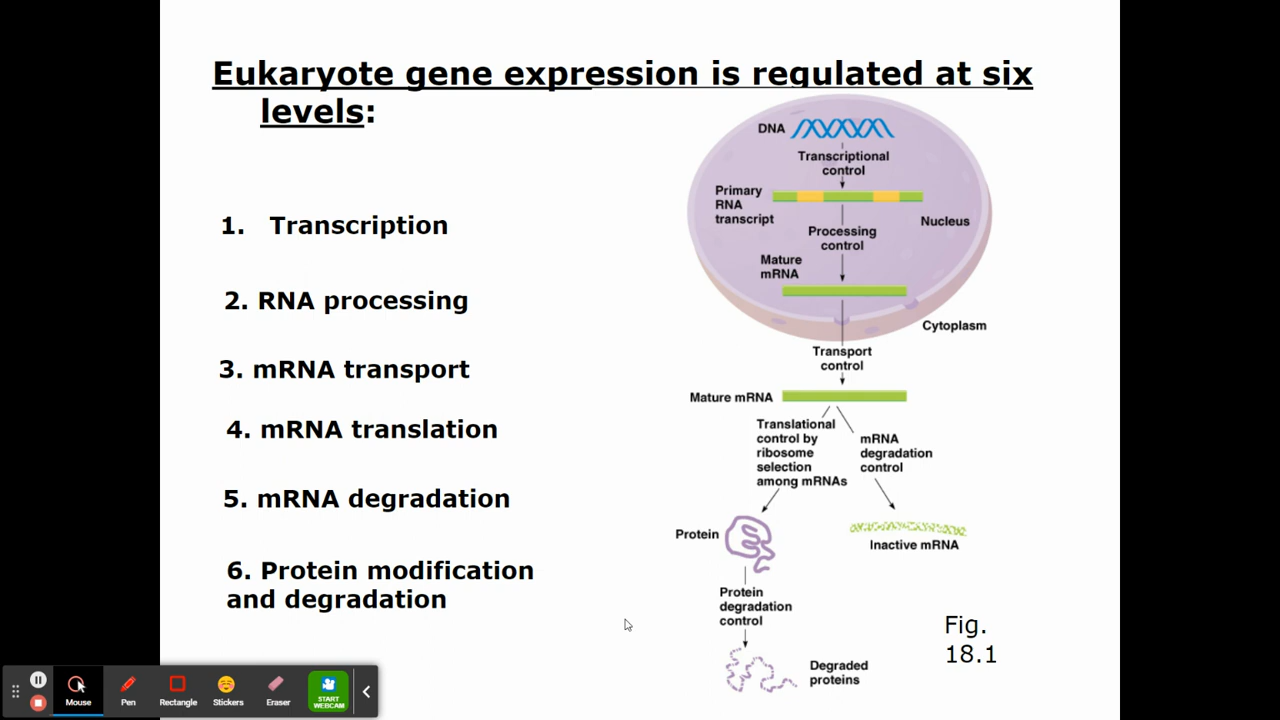 Eukaryote gene expression is regulated at six
levels:
1. Transcription
2. RNA processing
3. mRNA transport
4. mRNA translation
5. mRNA degradation
6. Protein modification
and degradation
DNA
Transcriptional
control
Primary
RNA
transcript
Nucleus
Processing
control
Mature
mRNA
Cytoplasm
Transport
control
Mature mRNA
Translational
control by
ribosome
selection
among mRNAs
mRNA
degradation
control
Protein
Inactive mRNA
Protein
degradation
control
Degraded
proteins
Fig.
18.1
Mouse
Pen
Rectangle
Stickers
Eraser
START
WEBCAM